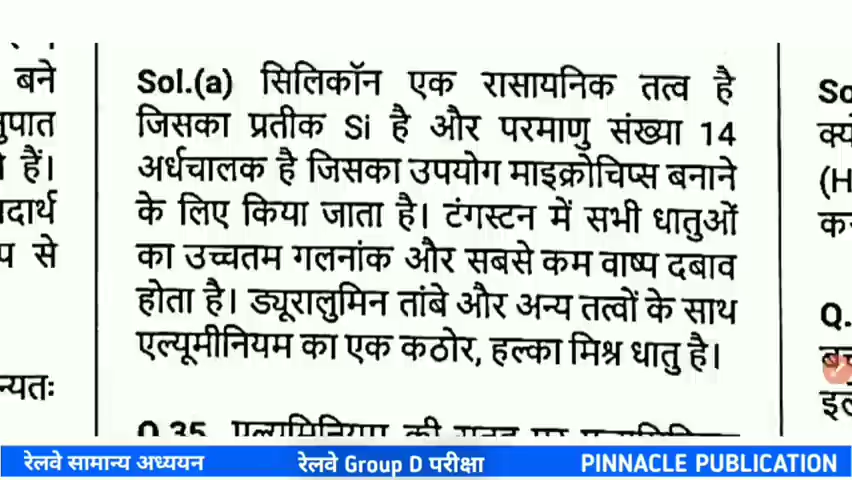 बने
नुपात
हैं।
पदार्थ
से
न्यतः
Sol.(a) सिलिकॉन एक रासायनिक तत्व है
जिसका प्रतीक Si है और परमाणु संख्या 14
अर्धचालक है जिसका उपयोग माइक्रोचिप्स बनाने
के लिए किया जाता है। टंगस्टन में सभी धातुओं
का उच्चतम गलनांक और सबसे कम वाष्प दबाव
होता है। ड्यूरालुमिन तांबे और अन्य तत्वों के साथ
एल्यूमीनियम का एक कठोर, हल्का मिश्र धातु है।
Q.35
So
(H
Q.
रेलवे सामान्य अध्ययन
रेलवे Group D परीक्षा
PINNACLE PUBLICATION